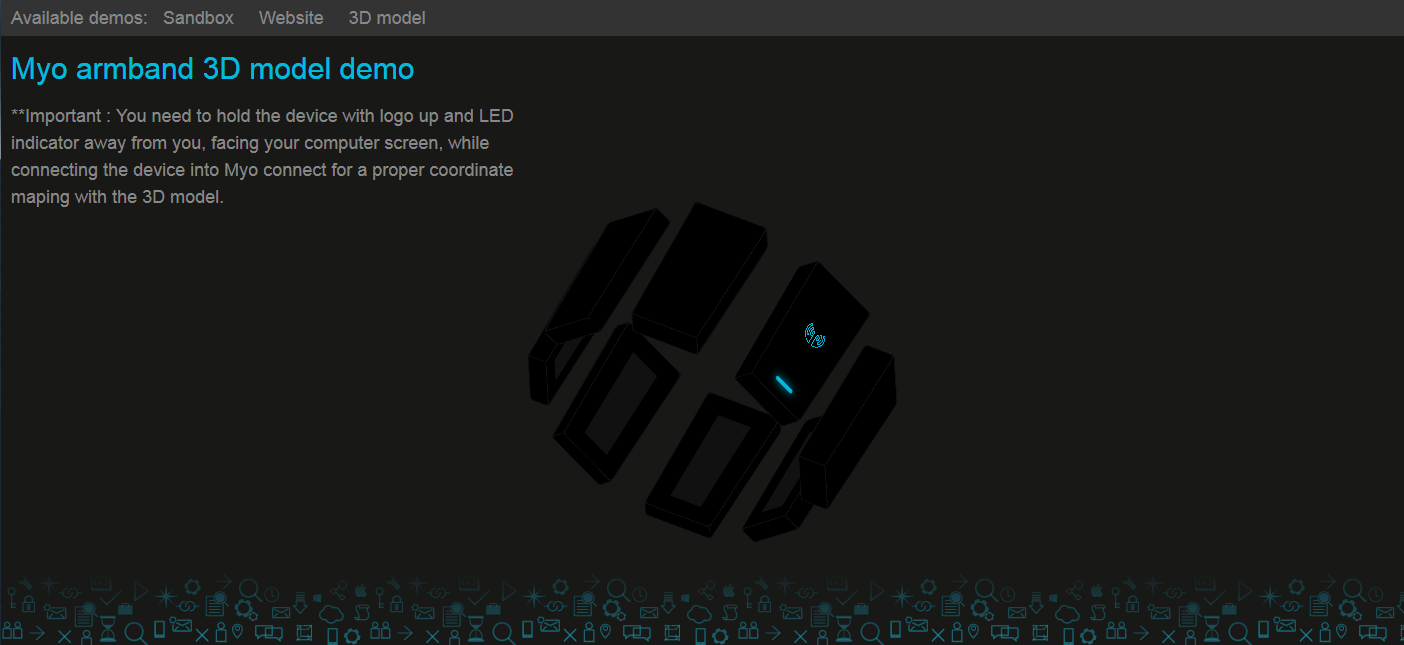 Available demos: Sandbox Website 3D model
Myo armband 3D model demo
**Important : You need to hold the device with logo up and LED
indicator away from you, facing your computer screen, while
connecting the device into Myo connect for a proper coordinate
maping with the 3D model.